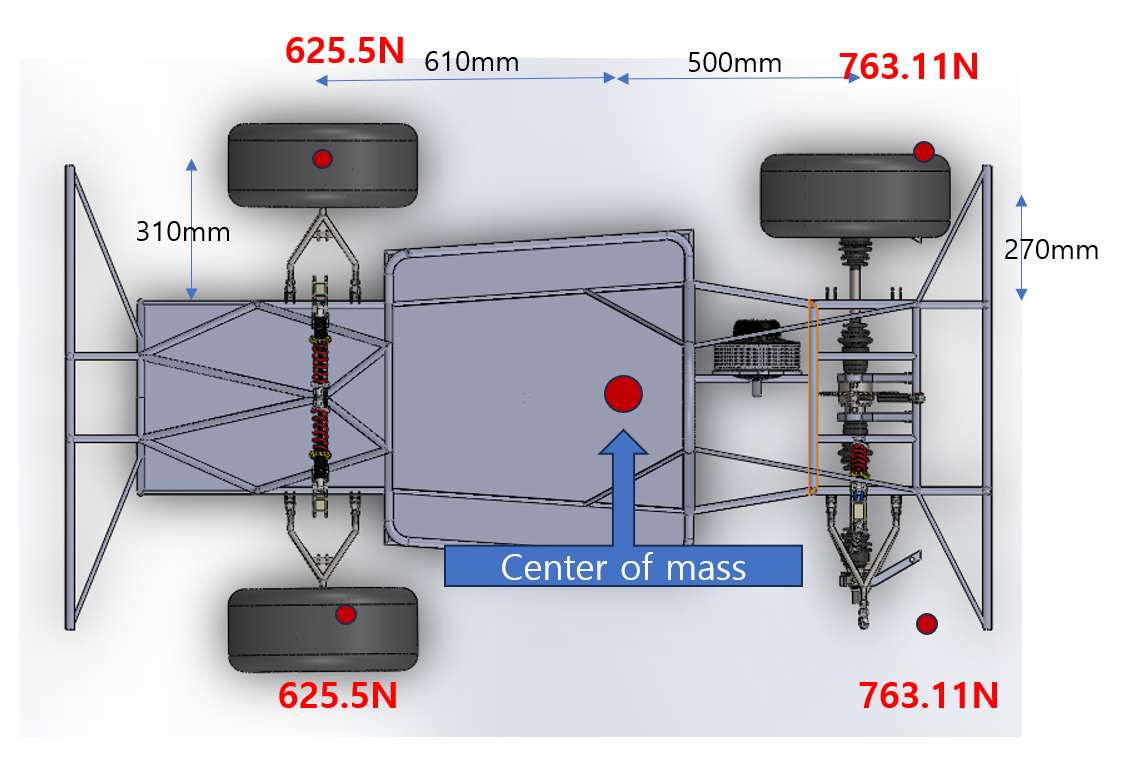 625.5N
610mm
500mm
763.11N
310mm
270mm
Center of mass
625.5N
763.11N